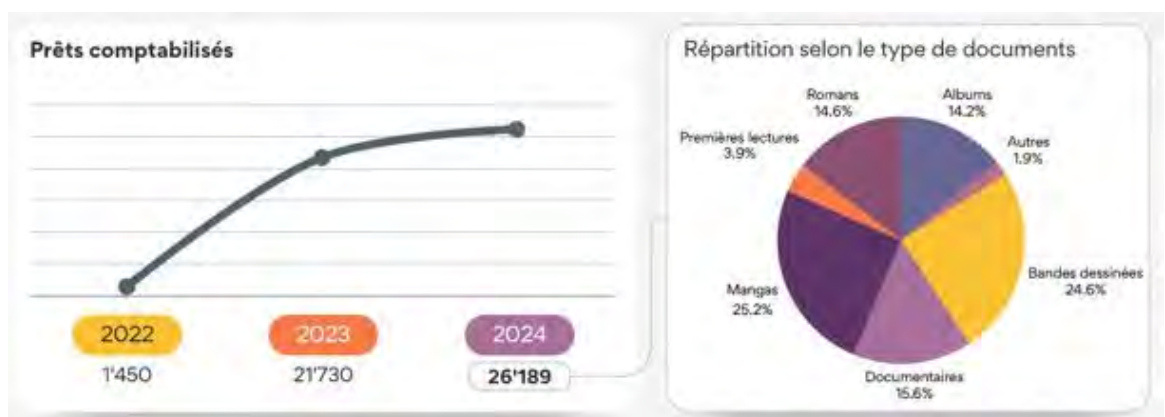 Prêts comptabilisés
2022
2023
2024
1'450
21'730
26'189
Répartition selon le type de documents
Romans
14.6%
Albums
14.2%
Premières lectures
3.9%
Autres
1.9%
Mangas
25.2%
Bandes dessinées
24.6%
Documentaires
15.6%